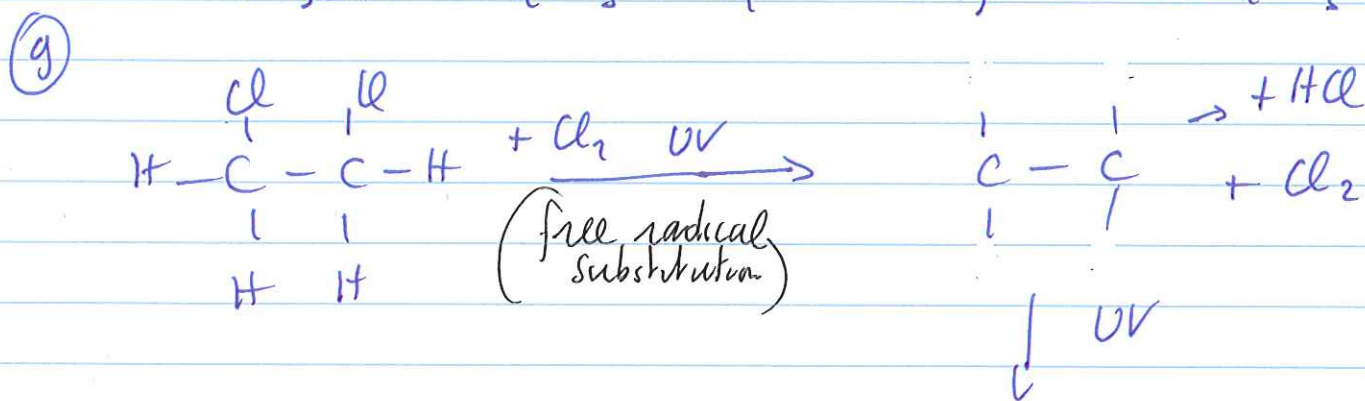 g
Cl Cl
H – C – C – H + Cl₂ UV → C – C → + HCl
(free radical substitution) + Cl₂
H H
UV